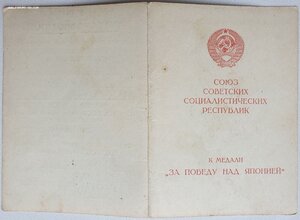 СОЮЗ
СОВЕТСКИХ
СОЦИАЛИСТИЧЕСКИХ
РЕСПУБЛИК
К МЕДАЛИ
„ЗА ПОБЕДУ НАД ЯПОНИЕЙ“